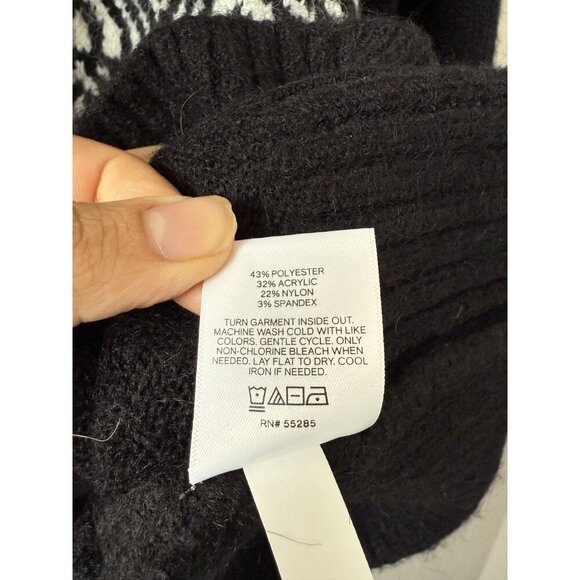 43% POLYESTER
32% ACRYLIC
22% NYLON
3% SPANDEX
TURN GARMENT INSIDE OUT.
MACHINE WASH COLD WITH LIKE
COLORS. GENTLE CYCLE. ONLY
NON-CHLORINE BLEACH WHEN
NEEDED. LAY FLAT TO DRY. COOL
IRON IF NEEDED.
RN# 55285